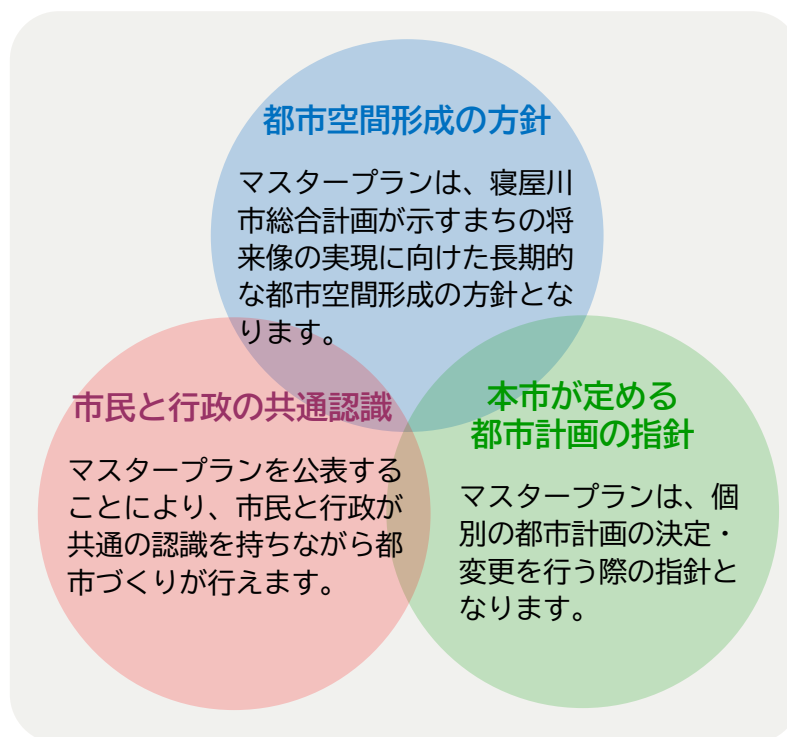 都市空間形成の方針
マスタープランは、寝屋川
市総合計画が示すまちの将
来像の実現に向けた長期的
な都市空間形成の方針とな
ります。
市民と行政の共通認識
マスタープランを公表する
ことにより、市民と行政が
共通の認識を持ちながら都
市づくりが行えます。
本市が定める
都市計画の指針
マスタープランは、個
別の都市計画の決定・
変更を行う際の指針と
なります。